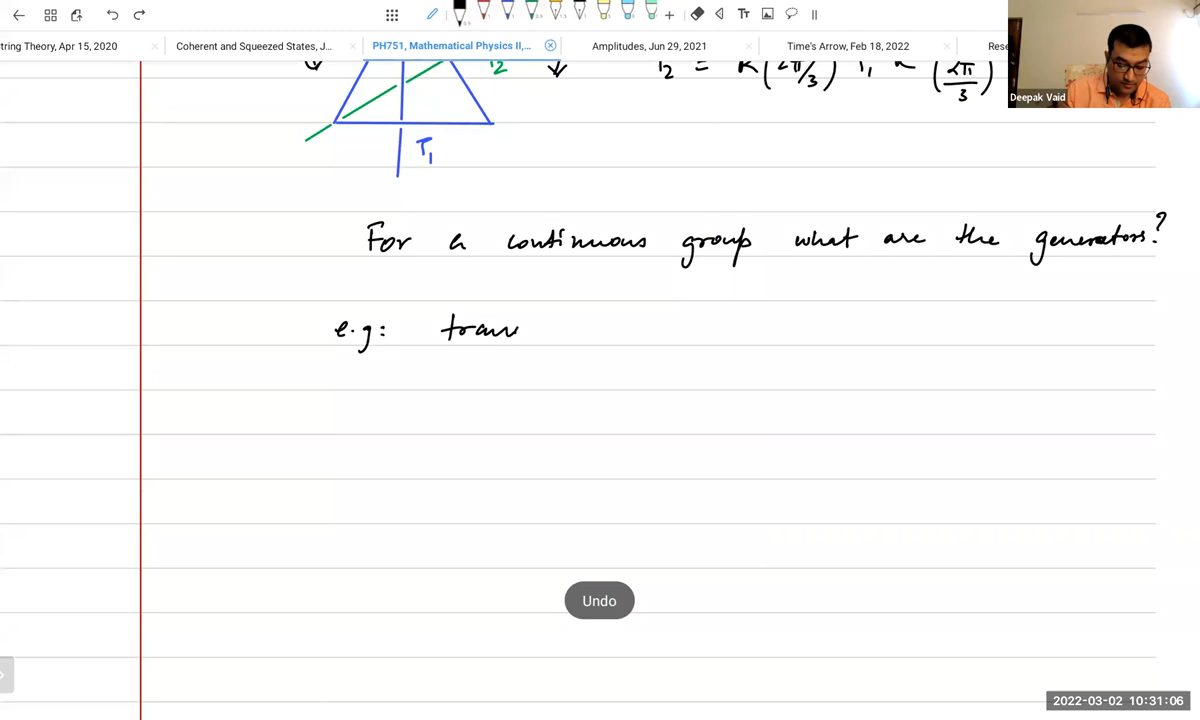 tring Theory, Apr 15, 2020
Coherent and Squeezed States, J...
PH751, Mathematical Physics II,...
Amplitudes, Jun 29, 2021
Time's Arrow, Feb 18, 2022
Rese
Deepak Vaid
T1
For a continuous group what are the generators?
e.g:
Undo
2022-03-02 10:31:06